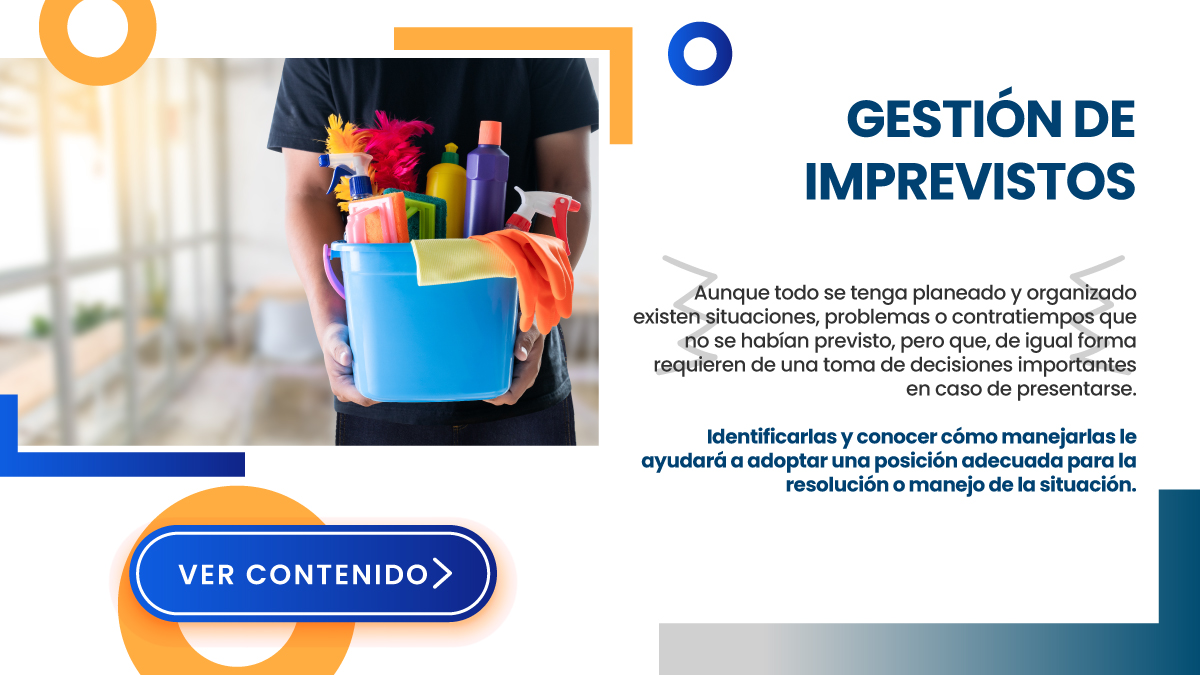 GESTIÓN DE
IMPREVISTOS
Aunque todo se tenga planeado y organizado
existen situaciones, problemas o contratiempos que
no se habían previsto, pero que, de igual forma
requieren de una toma de decisiones importantes
en caso de presentarse.
Identificarlas y conocer cómo manejarlas le
ayudará a adoptar una posición adecuada para la
resolución o manejo de la situación.
VER CONTENIDO